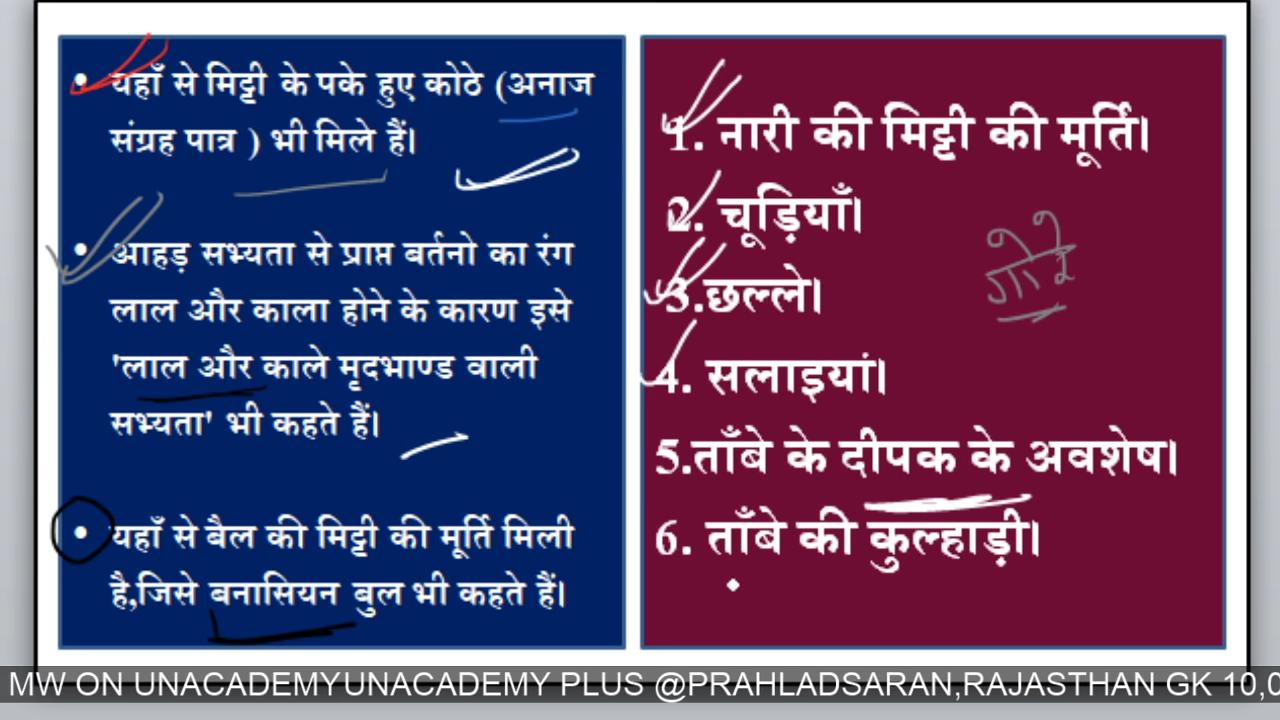 • यहाँ से मिट्टी के पके हुए कोठे (अनाज
संग्रह पात्र ) भी मिले हैं।
• आहड़ सभ्यता से प्राप्त बर्तनो का रंग
लाल और काला होने के कारण इसे
'लाल और काले मृदभाण्ड वाली
सभ्यता' भी कहते हैं।
• यहाँ से बैल की मिट्टी की मूर्ति मिली
है,जिसे बनासियन बुल भी कहते हैं।
1. नारी की मिट्टी की मूर्ति।
2. चूड़ियाँ।
3.छल्ले।
4. सलाइयां।
5.ताँबे के दीपक के अवशेष।
6. ताँबे की कुल्हाड़ी।
MW ON UNACADEMYUNACADEMY PLUS @PRAHLADSARAN,RAJASTHAN GK 10,0